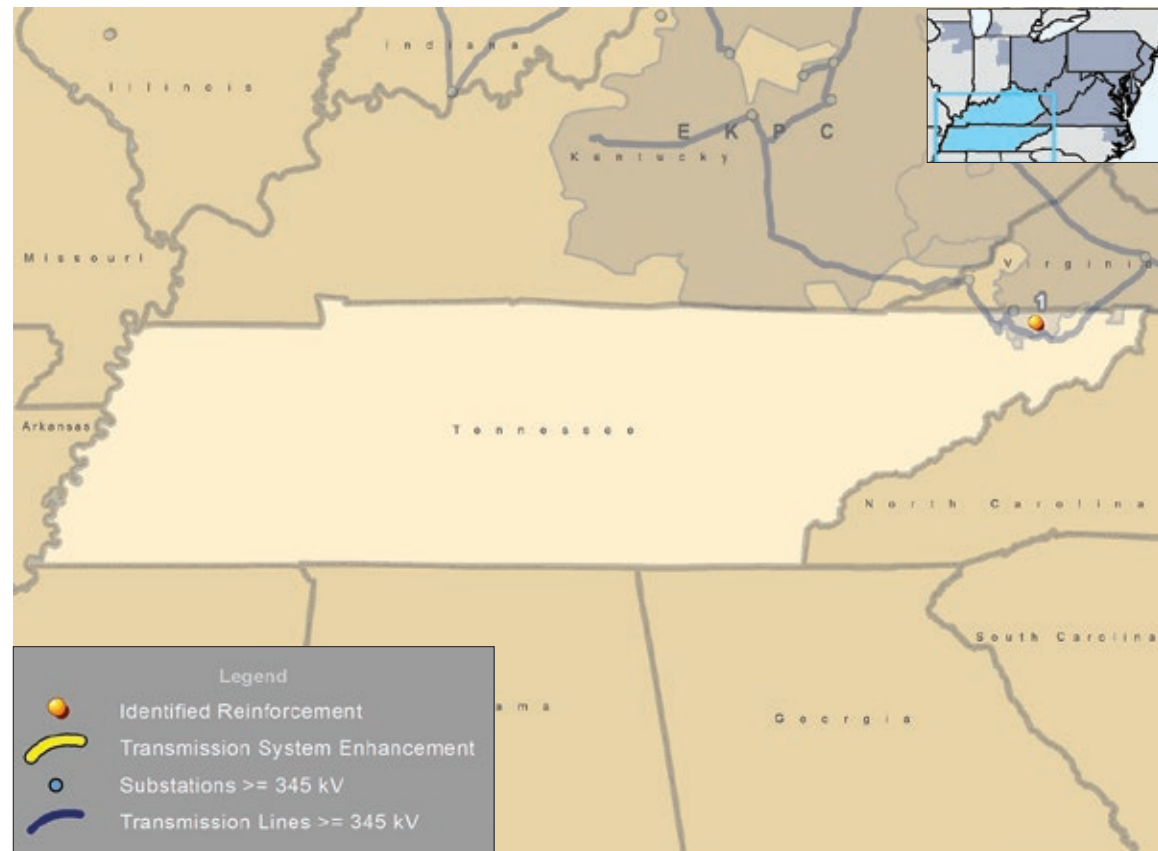 Indiana
Illinois
E K P C
Kentucky
Missouri
Virginia
1
Arkansas
Tennessee
North Carolina
South Carolina
Legend
Identified Reinforcement
ama
Georgia
Transmission System Enhancement
Substations >= 345 kV
Transmission Lines >= 345 kV